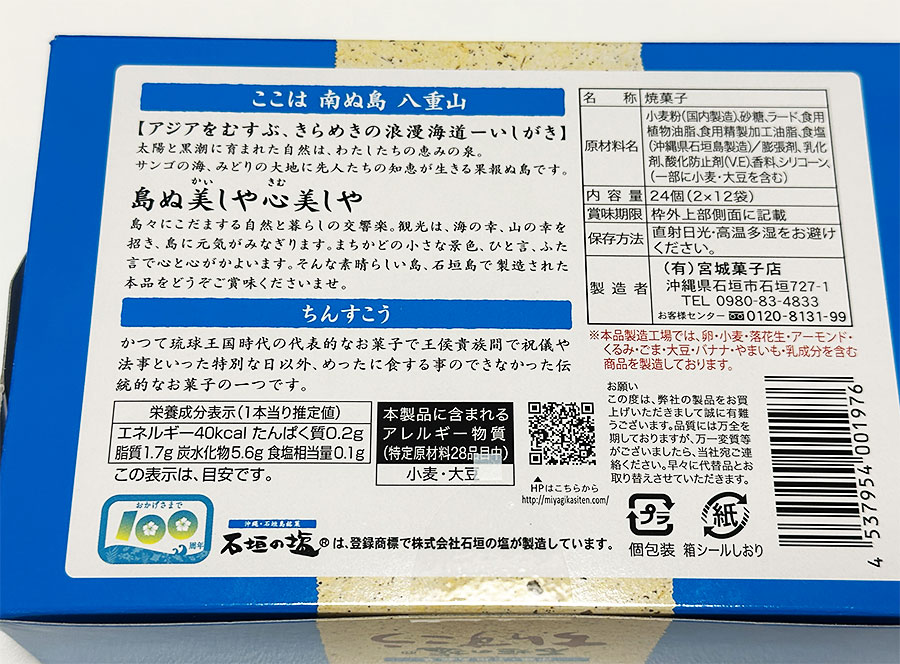 ここは 南ぬ島 八重山
【アジアをむすぶ、きらめきの浪漫海道ーいしがき】
太陽と黒潮に育まれた自然は、わたしたちの恵みの泉。
サンゴの海、みどりの大地に先人たちの知恵が生きる果報ぬ島です。
かい きむ
島ぬ美しや心美しや
島々にこだまする自然と暮らしの交響楽。観光は、海の幸、山の幸を
招き、島に元気がみなぎります。まちかどの小さな景色、ひと言、ふた
言で心と心がかよいます。そんな素晴らしい島、石垣島で製造された
本品をどうぞご賞味くださいませ。
ちんすこう
かつて琉球王国時代の代表的なお菓子で王侯貴族間で祝儀や
法事といった特別な日以外、めったに食する事のできなかった伝
統的なお菓子の一つです。
栄養成分表示(1本当り推定値)
エネルギー40kcal たんぱく質0.2g
脂質1.7g 炭水化物5.6g 食塩相当量0.1g
この表示は、目安です。
本製品に含まれる
アレルギー物質
(特定原材料28品目中)
小麦・大豆
HPはこちらから
http://miyagikasiten.com/
おかげさまで
100
周年
沖縄・石垣島銘菓
石垣の塩®は、登録商標で株式会社石垣の塩が製造しています。
名 称 焼菓子
原材料名 小麦粉(国内製造)、砂糖、ラード、食用
植物油脂、食用精製加工油脂、食塩
(沖縄県石垣島製造)/膨張剤、乳化
剤、酸化防止剤(V.E)、香料、シリコーン、
(一部に小麦・大豆を含む)
内 容 量 24個(2×12袋)
賞味期限 枠外上部側面に記載
保存方法 直射日光・高温多湿をお避け
ください。
製 造 者 (有)宮城菓子店
沖縄県石垣市石垣727-1
TEL 0980-83-4833
お客様センター 0120-8131-99
※本品製造工場では、卵・小麦・落花生・アーモンド・
くるみ・ごま・大豆・バナナ・やまいも・乳成分を含む
商品を製造しております。
お願い
この度は、弊社の製品をお買
上げいただきまして誠に有難
うございます。品質には万全を
期しておりますが、万一変質等
がございましたら、当社宛ご連
絡ください。早々に代替品とお
取り替えさせていただきます。
プラ
個包装
紙
箱シールしおり
4 537954 001976
石垣の塩
ちんすこう